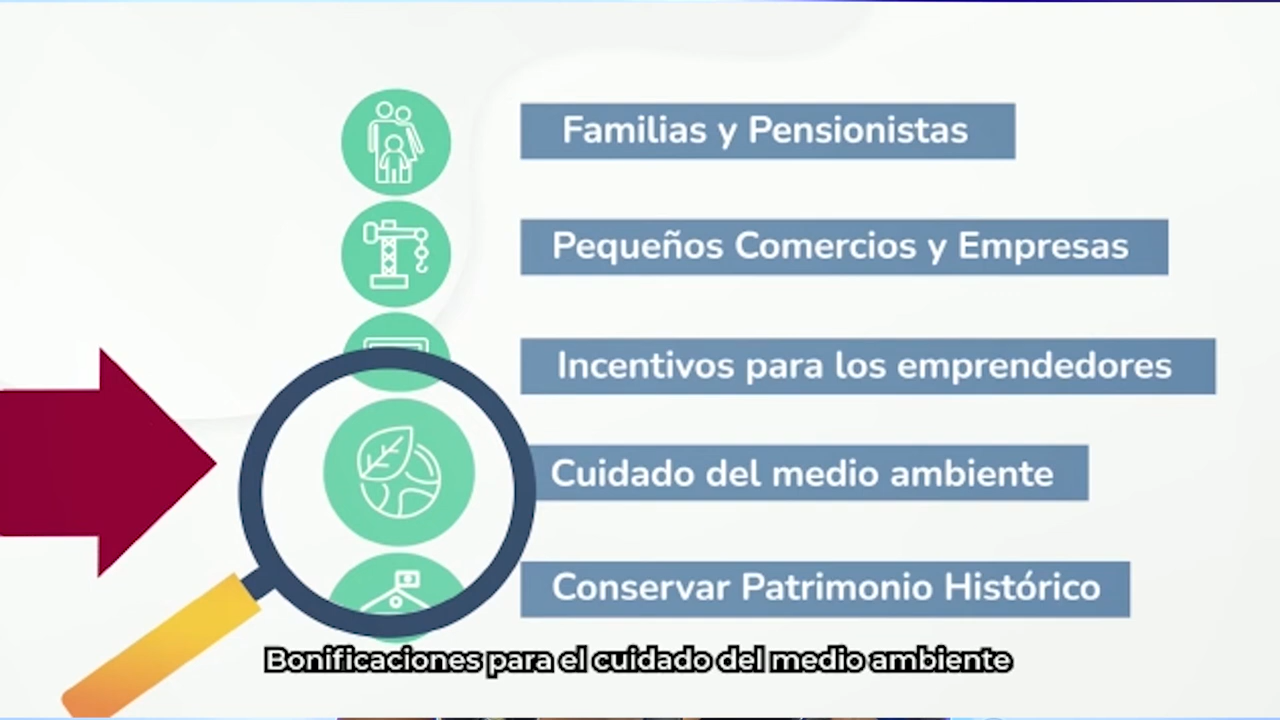 Familias y Pensionistas
Pequeños Comercios y Empresas
Incentivos para los emprendedores
Cuidado del medio ambiente
Conservar Patrimonio Histórico
Bonificaciones para el cuidado del medio ambiente